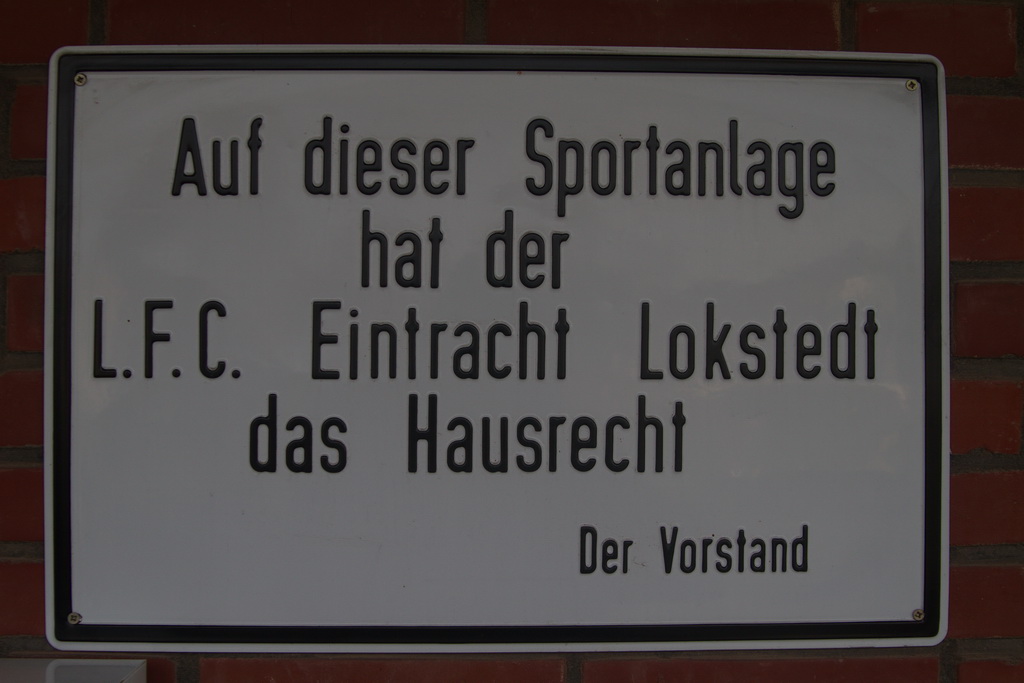 Auf dieser Sportanlage
hat der
L.F.C. Eintracht Lokstedt
das Hausrecht
Der Vorstand